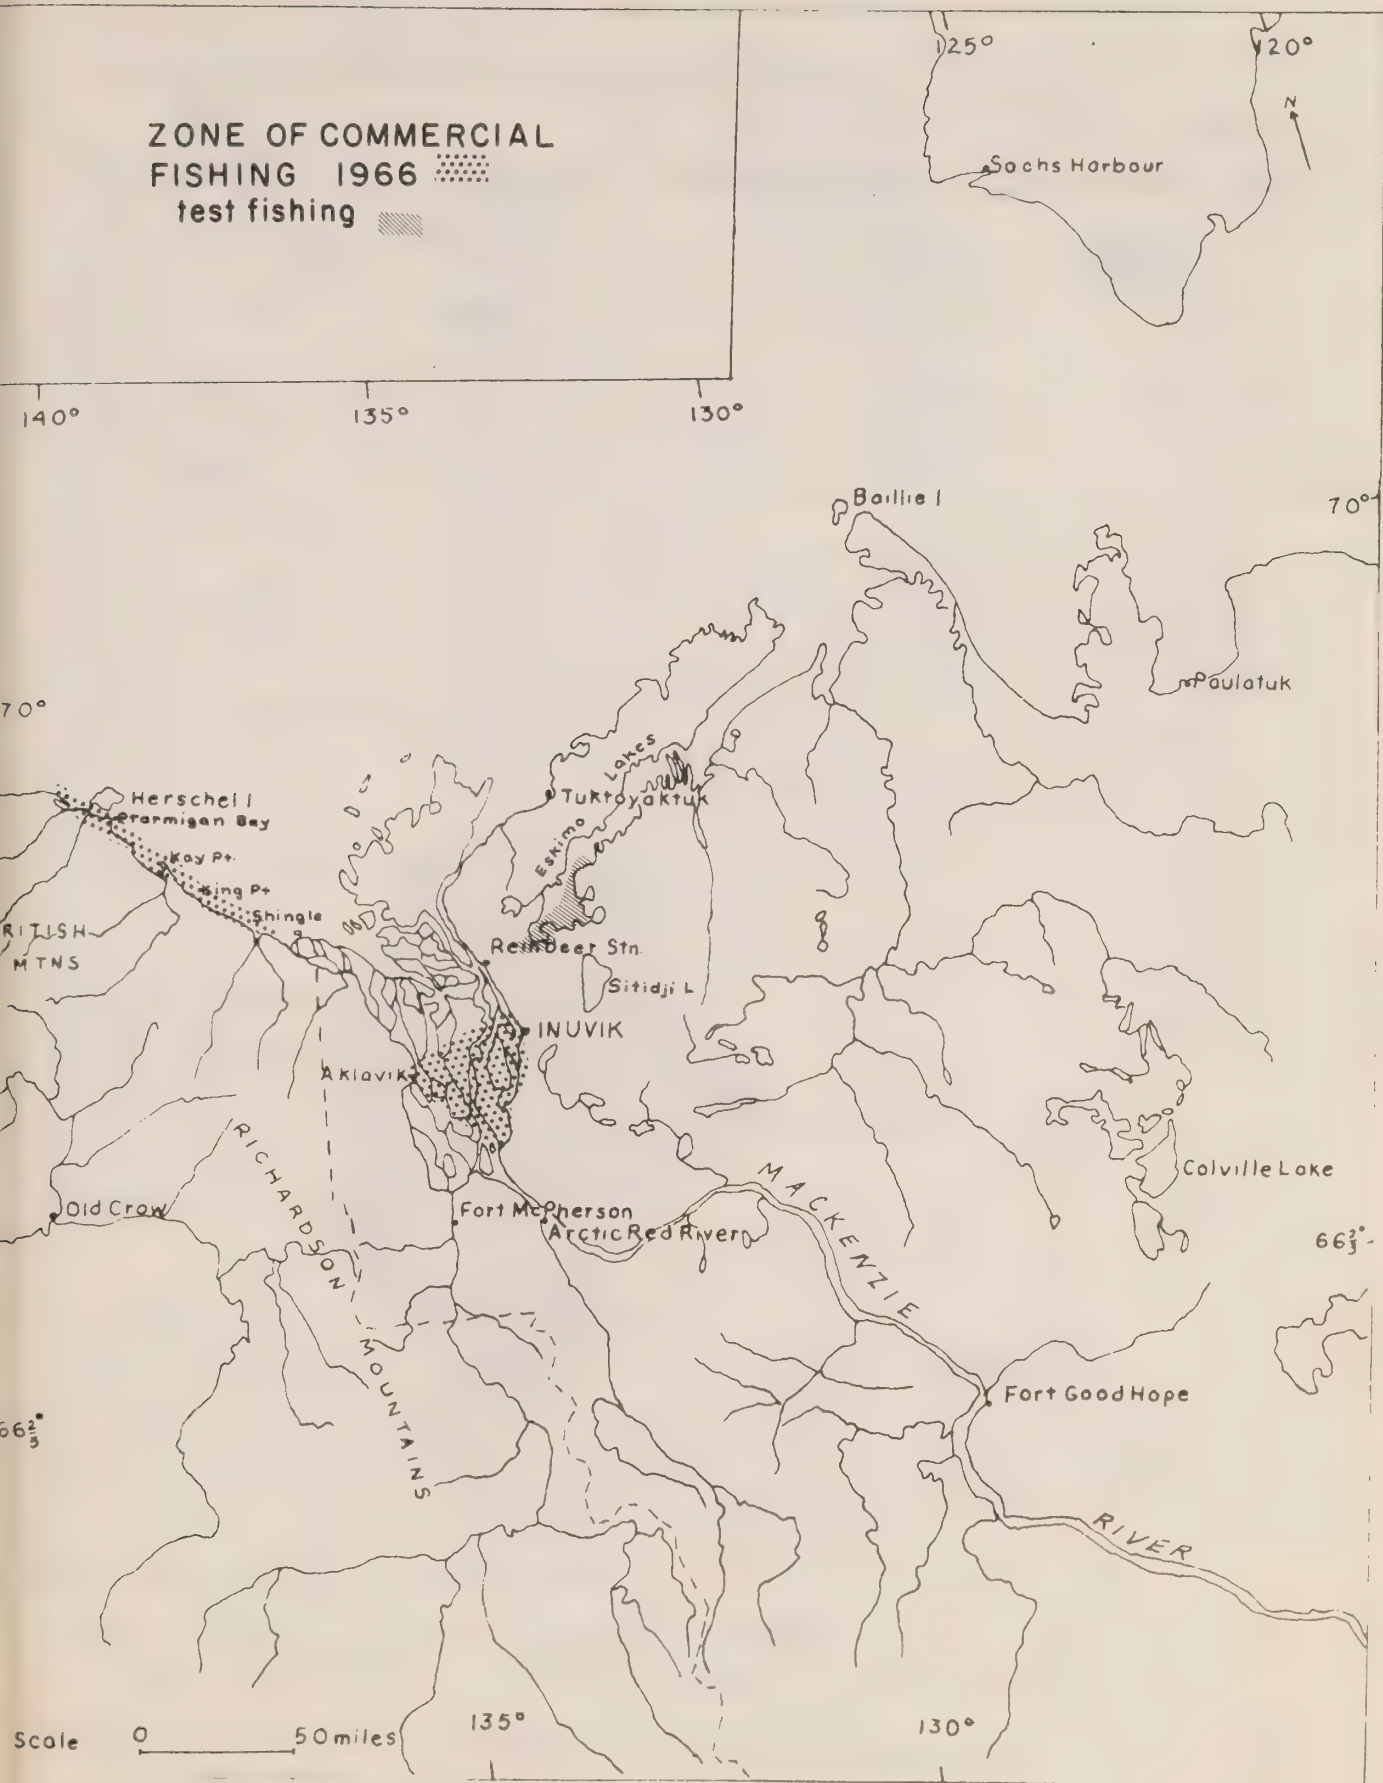 125°
120°
N
ZONE OF COMMERCIAL
FISHING 1966
test fishing
Sachs Harbour
140°
135°
130°
Baillie I
70°
Paulatuk
70°
Eskimo Lakes
Tuktoyaktuk
Herschel I
Ptarmigan Bay
Kay Pt.
King Pt
Shingle
RITISH
MTNS
Reindeer Stn.
Sitidji L
INUVIK
Aklavik
RICHARDSON MOUNTAINS
Colville Lake
MACKENZIE RIVER
Old Crow
Fort McPherson
Arctic Red River
66⅔°
Fort Good Hope
66⅔°
135°
130°
Scale 0 50 miles